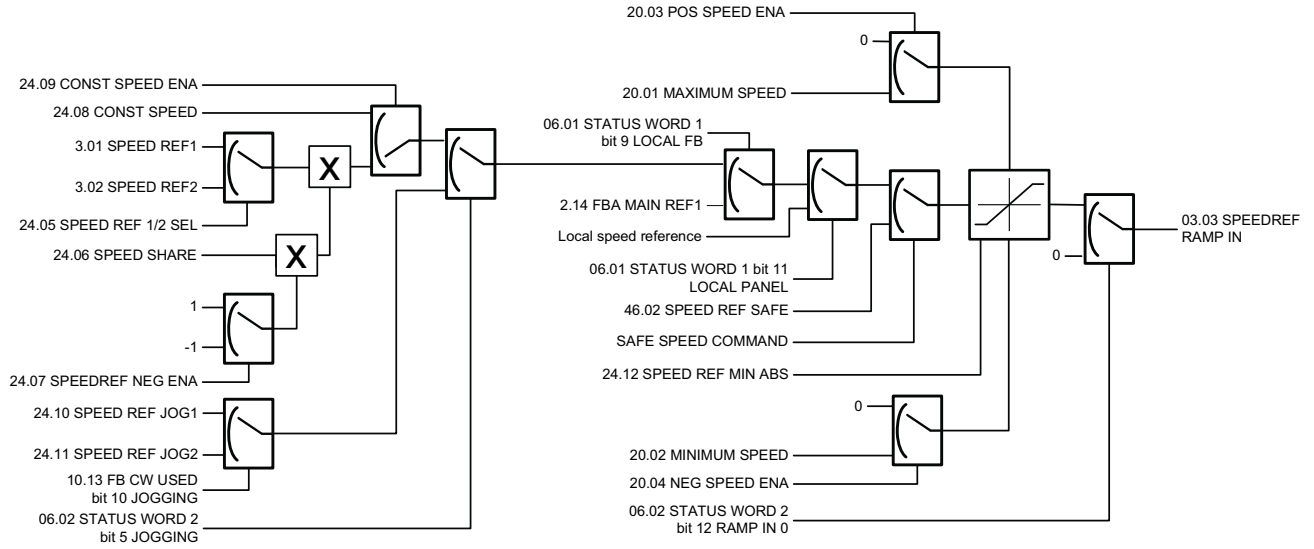 20.03 POS SPEED ENA
0
20.01 MAXIMUM SPEED
24.09 CONST SPEED ENA
24.08 CONST SPEED
3.01 SPEED REF1
3.02 SPEED REF2
24.05 SPEED REF 1/2 SEL
24.06 SPEED SHARE
X
X
1
-1
24.07 SPEEDREF NEG ENA
24.10 SPEED REF JOG1
24.11 SPEED REF JOG2
10.13 FB CW USED
bit 10 JOGGING
06.02 STATUS WORD 2
bit 5 JOGGING
06.01 STATUS WORD 1
bit 9 LOCAL FB
2.14 FBA MAIN REF1
Local speed reference
06.01 STATUS WORD 1 bit 11
LOCAL PANEL
46.02 SPEED REF SAFE
SAFE SPEED COMMAND
24.12 SPEED REF MIN ABS
0
20.02 MINIMUM SPEED
20.04 NEG SPEED ENA
06.02 STATUS WORD 2
bit 12 RAMP IN 0
0
03.03 SPEEDREF
RAMP IN